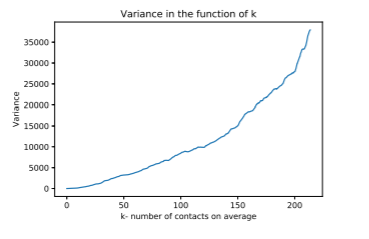 Variance in the function of k
35000
30000
25000
20000
15000
10000
5000
0
Variance
0 50 100 150 200
k- number of contacts on average